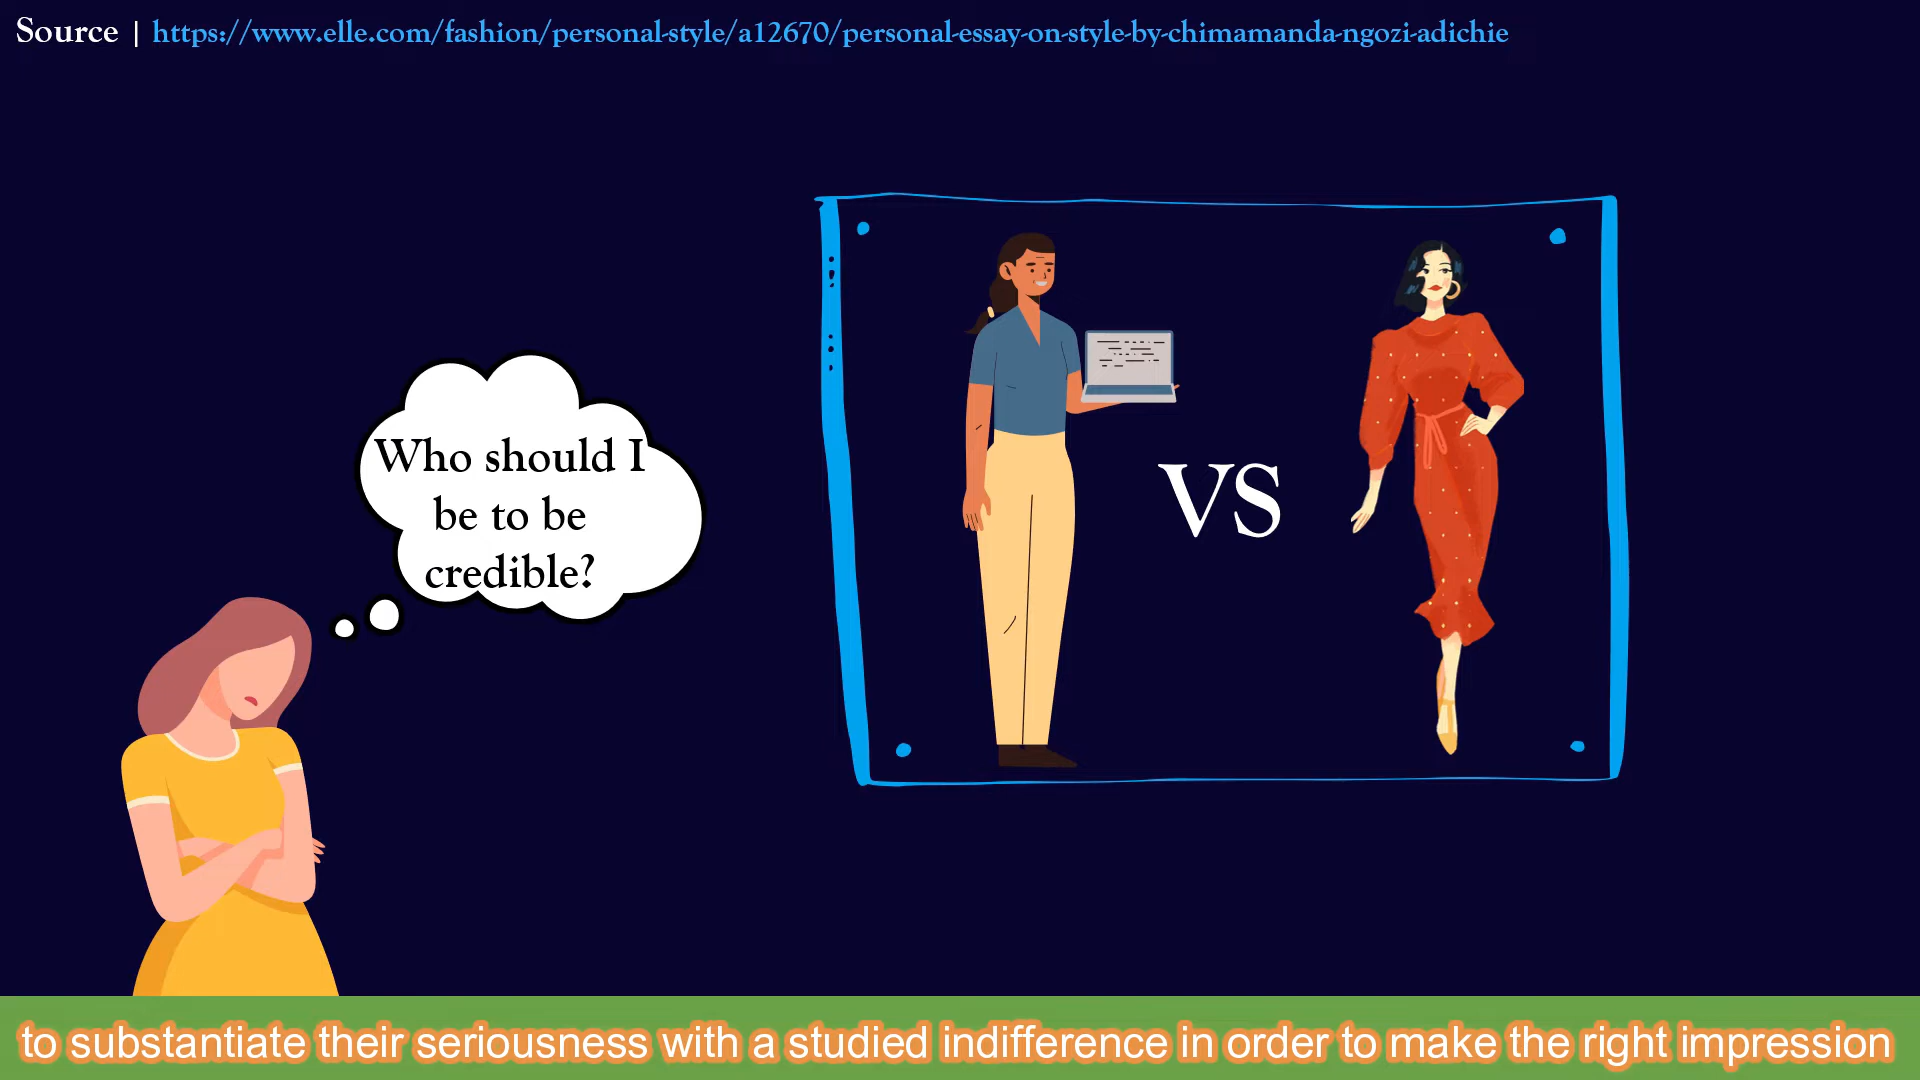 Source | https://www.elle.com/fashion/personal-style/a12670/personal-essay-on-style-by-chimamanda-ngozi-adichie
Who should I
be to be
credible?
VS
to substantiate their seriousness with a studied indifference in order to make the right impression